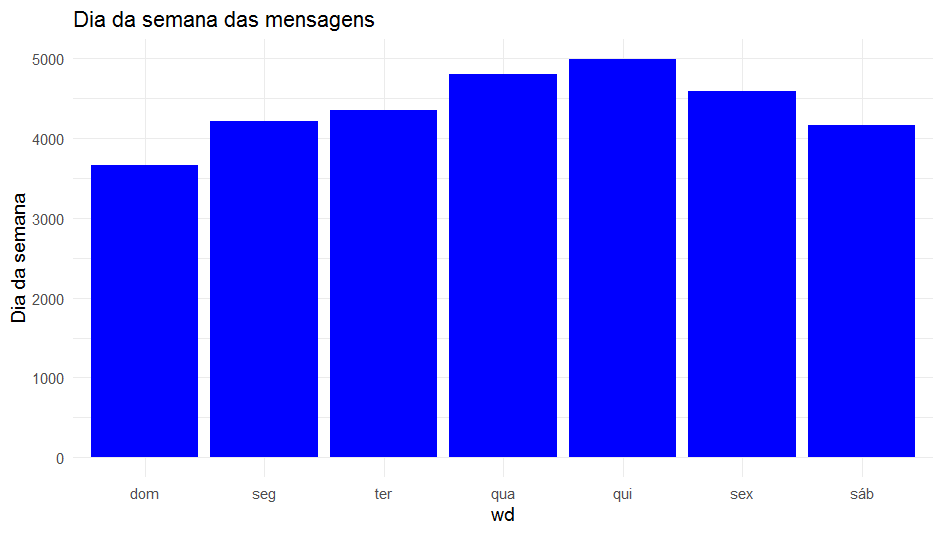 Dia da semana das mensagens
5000
4000
3000
2000
1000
0
Dia da semana
dom seg ter qua qui sex sáb
wd